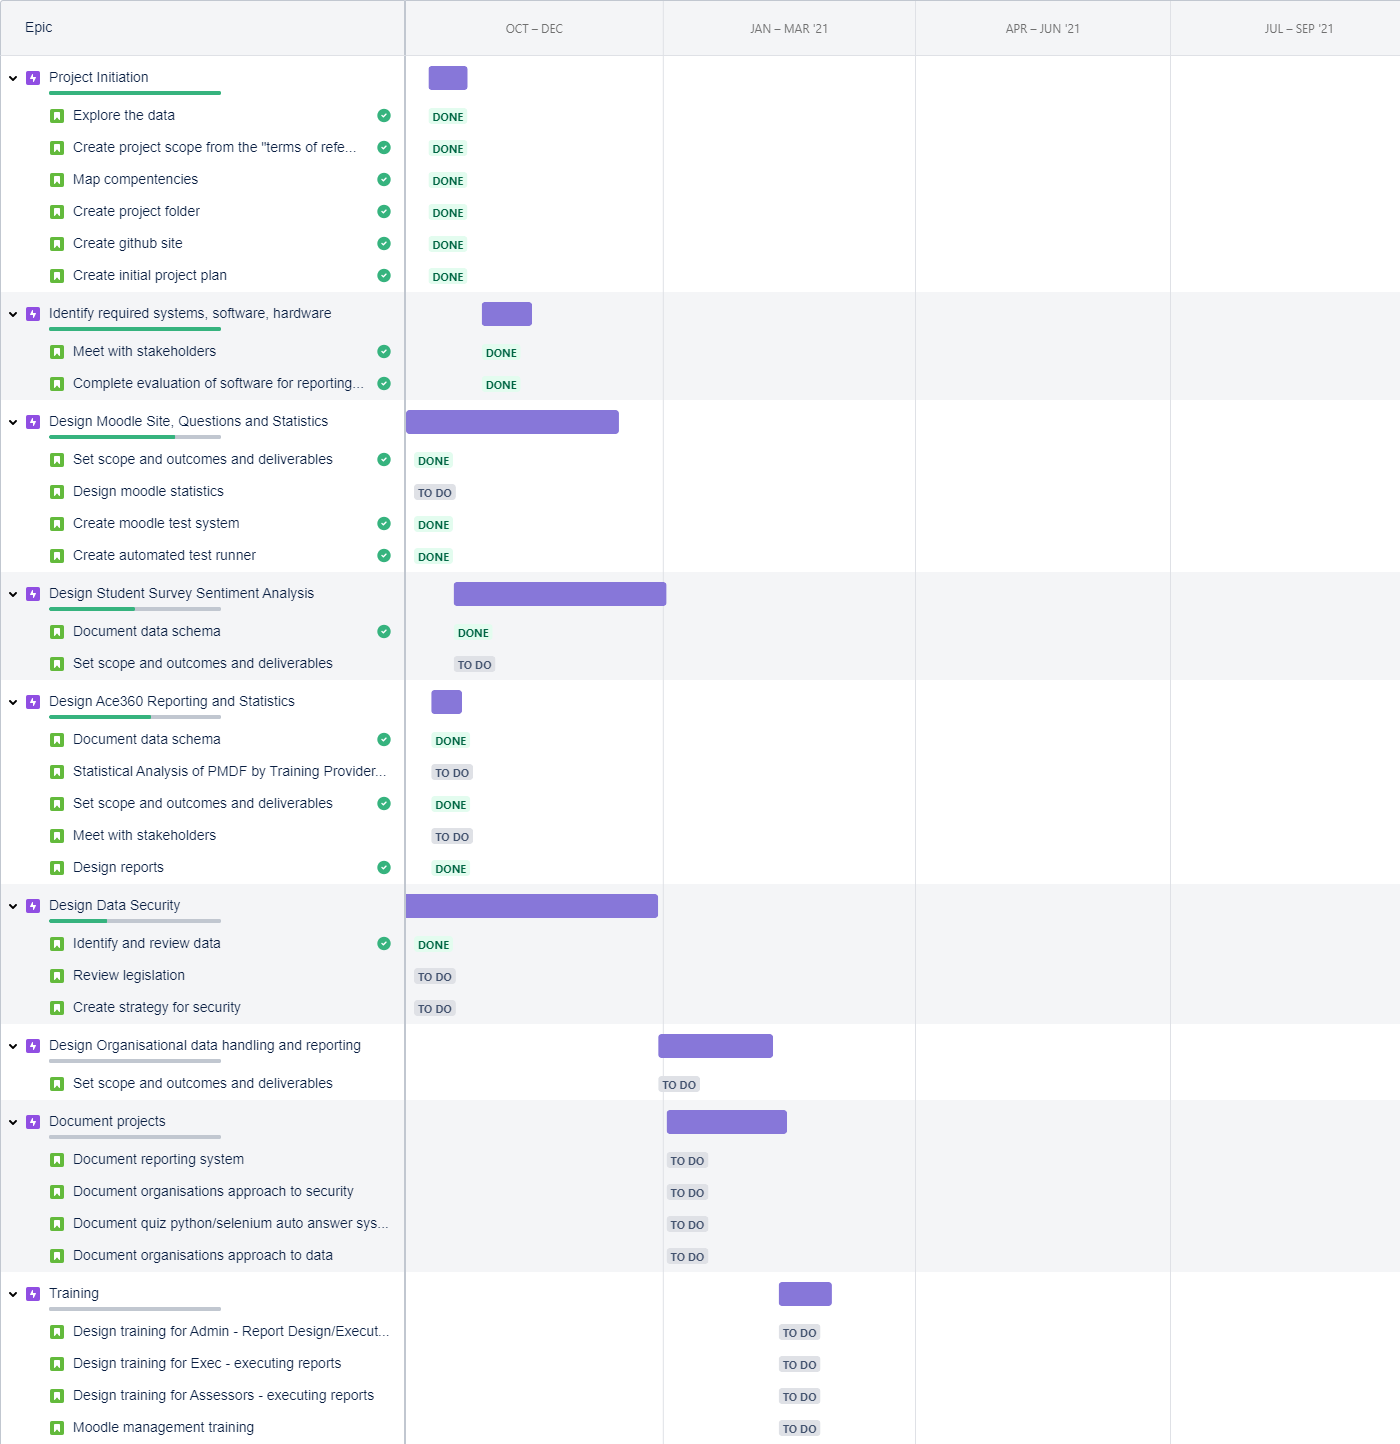 Epic OCT – DEC JAN – MAR '21 APR – JUN '21 JUL – SEP '21
Project Initiation
Explore the data DONE
Create project scope from the "terms of refe... DONE
Map compentencies DONE
Create project folder DONE
Create github site DONE
Create initial project plan DONE
Identify required systems, software, hardware
Meet with stakeholders DONE
Complete evaluation of software for reporting... DONE
Design Moodle Site, Questions and Statistics
Set scope and outcomes and deliverables DONE
Design moodle statistics TO DO
Create moodle test system DONE
Create automated test runner DONE
Design Student Survey Sentiment Analysis
Document data schema DONE
Set scope and outcomes and deliverables TO DO
Design Ace360 Reporting and Statistics
Document data schema DONE
Statistical Analysis of PMDF by Training Provider... TO DO
Set scope and outcomes and deliverables DONE
Meet with stakeholders TO DO
Design reports DONE
Design Data Security
Identify and review data DONE
Review legislation TO DO
Create strategy for security TO DO
Design Organisational data handling and reporting
Set scope and outcomes and deliverables TO DO
Document projects
Document reporting system TO DO
Document organisations approach to security TO DO
Document quiz python/selenium auto answer sys... TO DO
Document organisations approach to data TO DO
Training
Design training for Admin - Report Design/Execut... TO DO
Design training for Exec - executing reports TO DO
Design training for Assessors - executing reports TO DO
Moodle management training TO DO